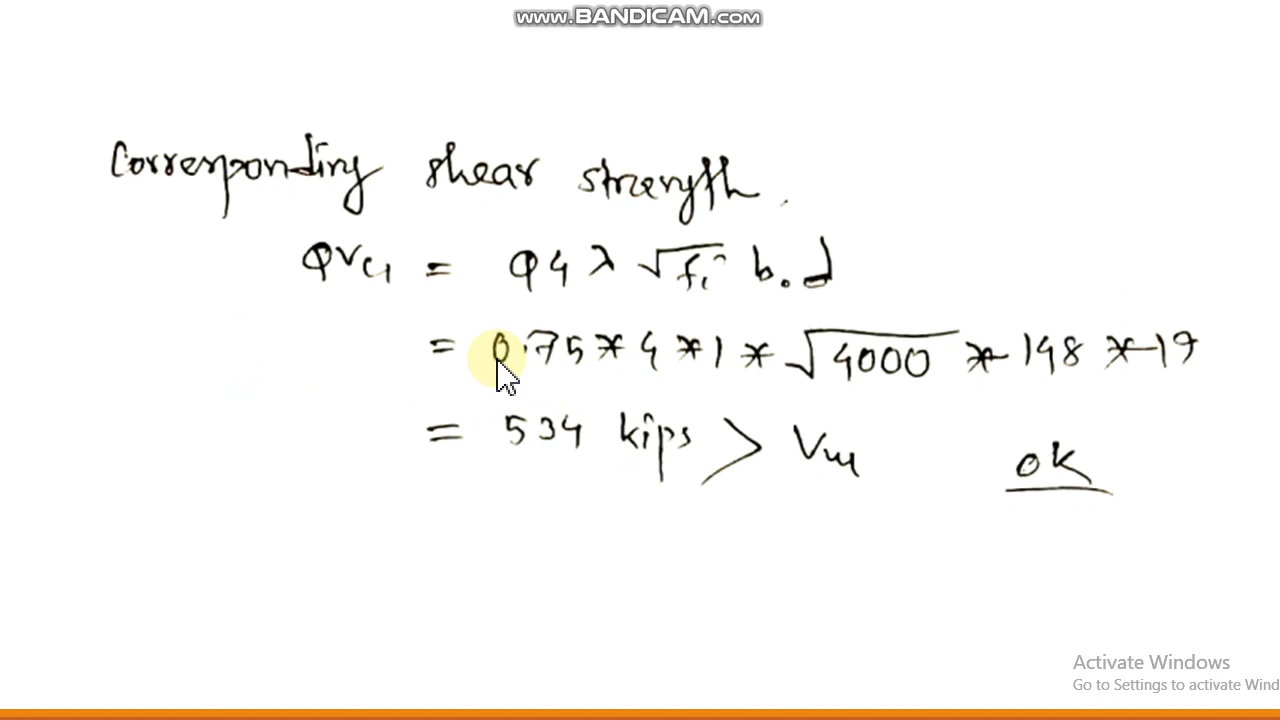 www.BANDICAM.com
Corresponding shear strength.
φVc1 = φ4λ√fc' b.d
= 0.75*4*1*√4000 * 148 * 19
= 534 kips > Vu ok
Activate Windows
Go to Settings to activate Wind